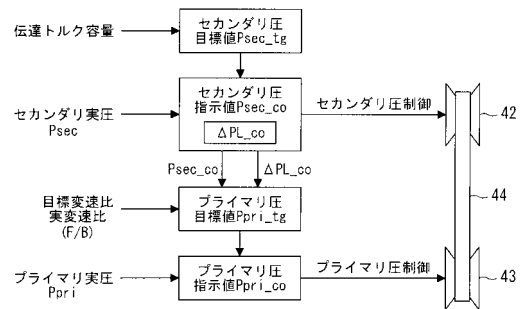 伝達トルク容量
セカンダリ圧
目標値Psec_tg
セカンダリ実圧
Psec
セカンダリ圧
指示値Psec_co
ΔPL_co
セカンダリ圧制御
42
Psec_co
ΔPL_co
44
目標変速比
実変速比
(F/B)
プライマリ圧
目標値Ppri_tg
プライマリ実圧
Ppri
プライマリ圧
指示値Ppri_co
プライマリ圧制御
43